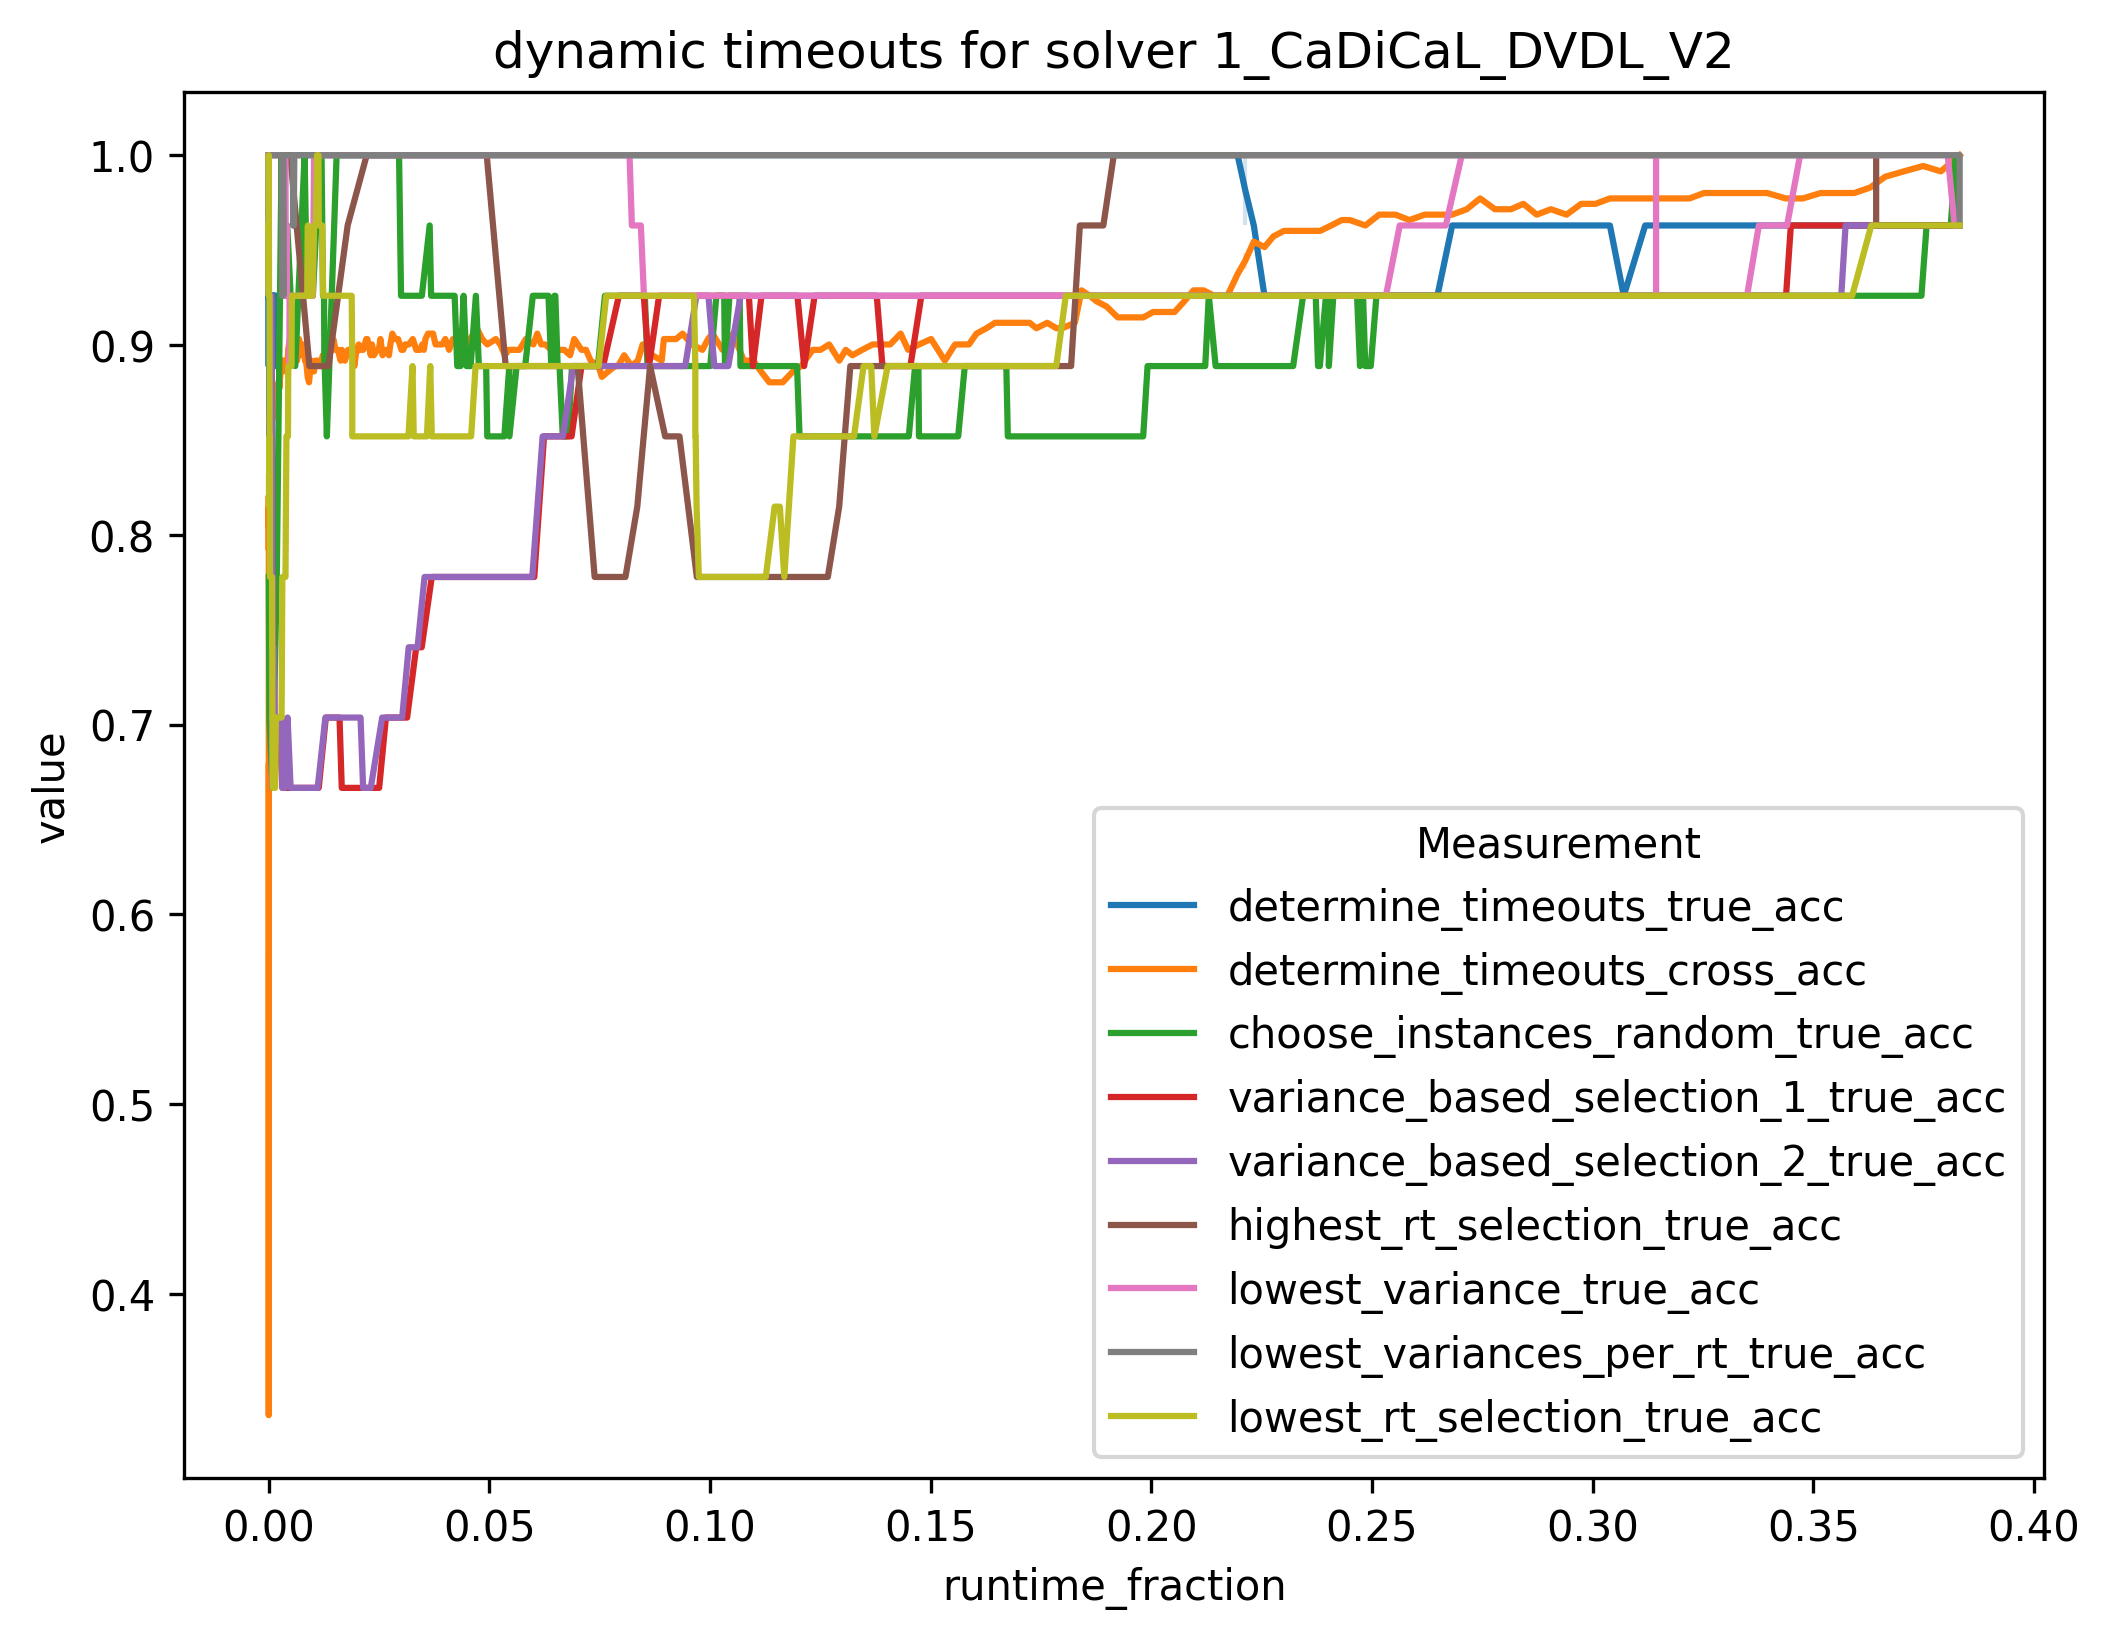 dynamic timeouts for solver 1_CaDiCaL_DVDL_V2
1.0
0.9
0.8
0.7
0.6
0.5
0.4
value
Measurement
determine_timeouts_true_acc
determine_timeouts_cross_acc
choose_instances_random_true_acc
variance_based_selection_1_true_acc
variance_based_selection_2_true_acc
highest_rt_selection_true_acc
lowest_variance_true_acc
lowest_variances_per_rt_true_acc
lowest_rt_selection_true_acc
0.00 0.05 0.10 0.15 0.20 0.25 0.30 0.35 0.40
runtime_fraction